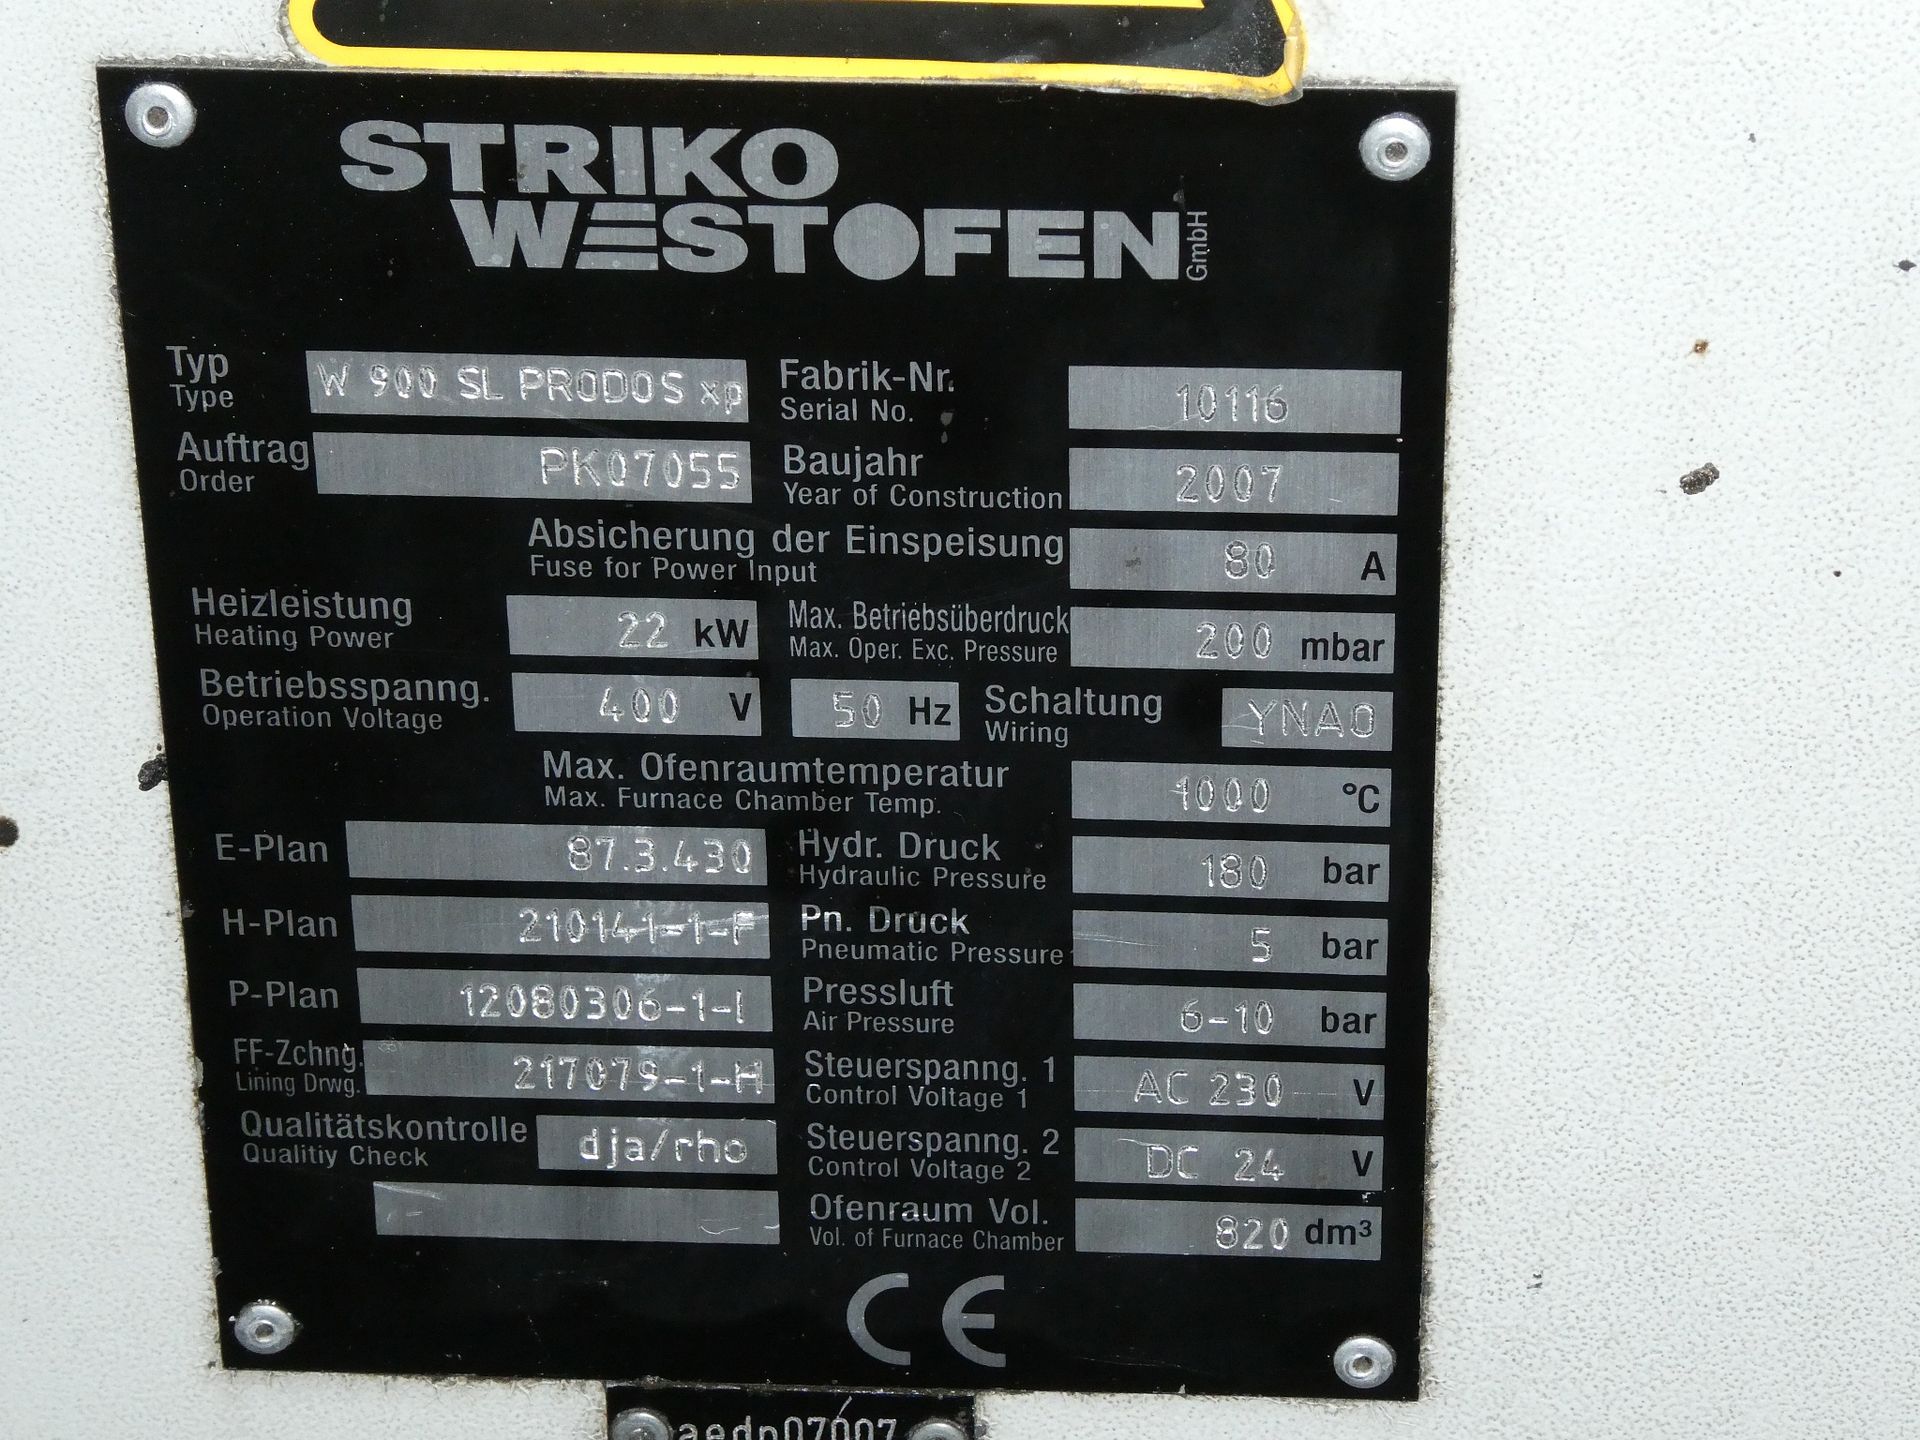 STRIKO
WESTOFEN GmbH
Typ
Type
W 900 SL PRODOS xp
Fabrik-Nr.
Serial No.
10116
Auftrag
Order
PK07055
Baujahr
Year of Construction
2007
Absicherung der Einspeisung
Fuse for Power Input
80 A
Heizleistung
Heating Power
22 kW
Max. Betriebsüberdruck
Max. Oper. Exc. Pressure
200 mbar
Betriebsspanng.
Operation Voltage
400 V
50 Hz
Schaltung
Wiring
YNAO
Max. Ofenraumtemperatur
Max. Furnace Chamber Temp.
1000 °C
E-Plan
87.3.430
Hydr. Druck
Hydraulic Pressure
180 bar
H-Plan
210141-1-F
Pn. Druck
Pneumatic Pressure
5 bar
P-Plan
12080306-1-I
Pressluft
Air Pressure
6-10 bar
FF-Zchng.
Lining Drwg.
217079-1-H
Steuerspanng. 1
Control Voltage 1
AC 230 V
Qualitätskontrolle
Qualitiy Check
dja/rho
Steuerspanng. 2
Control Voltage 2
DC 24 V
Ofenraum Vol.
Vol. of Furnace Chamber
820 dm³
CE
aedp07007